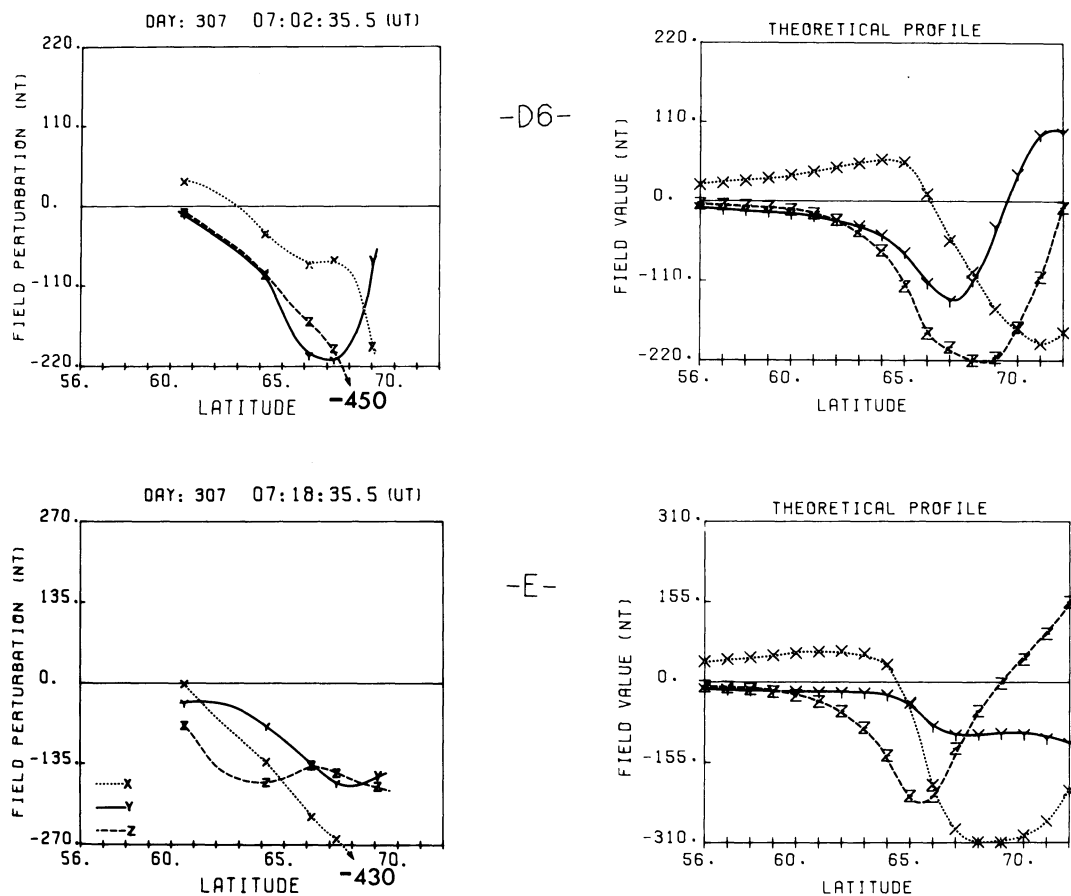 DAY: 307 07:02:35.5 (UT)
220.
110.
0.
-110.
-220.
FIELD PERTURBATION (NT)
56.
60.
65.
70.
LATITUDE
-450
-D6-
THEORETICAL PROFILE
220.
110.
0.
-110.
-220.
FIELD VALUE (NT)
56.
60.
65.
70.
LATITUDE
DAY: 307 07:18:35.5 (UT)
270.
135.
0.
-135.
-270.
FIELD PERTURBATION (NT)
X
Y
Z
56.
60.
65.
70.
LATITUDE
-430
-E-
THEORETICAL PROFILE
310.
155.
0.
-155.
-310.
FIELD VALUE (NT)
56.
60.
65.
70.
LATITUDE